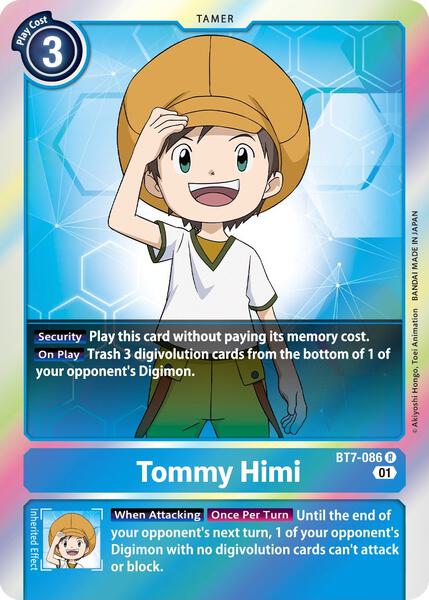 TAMER
Play Cost
3
Security Play this card without paying its memory cost.
On Play Trash 3 digivolution cards from the bottom of 1 of
your opponent's Digimon.
© Akiyoshi Hongo, Toei Animation BANDAI MADE IN JAPAN
BT7-086 R
Tommy Himi
01
Inherited Effect
When Attacking Once Per Turn Until the end of
your opponent's next turn, 1 of your opponent's
Digimon with no digivolution cards can't attack
or block.